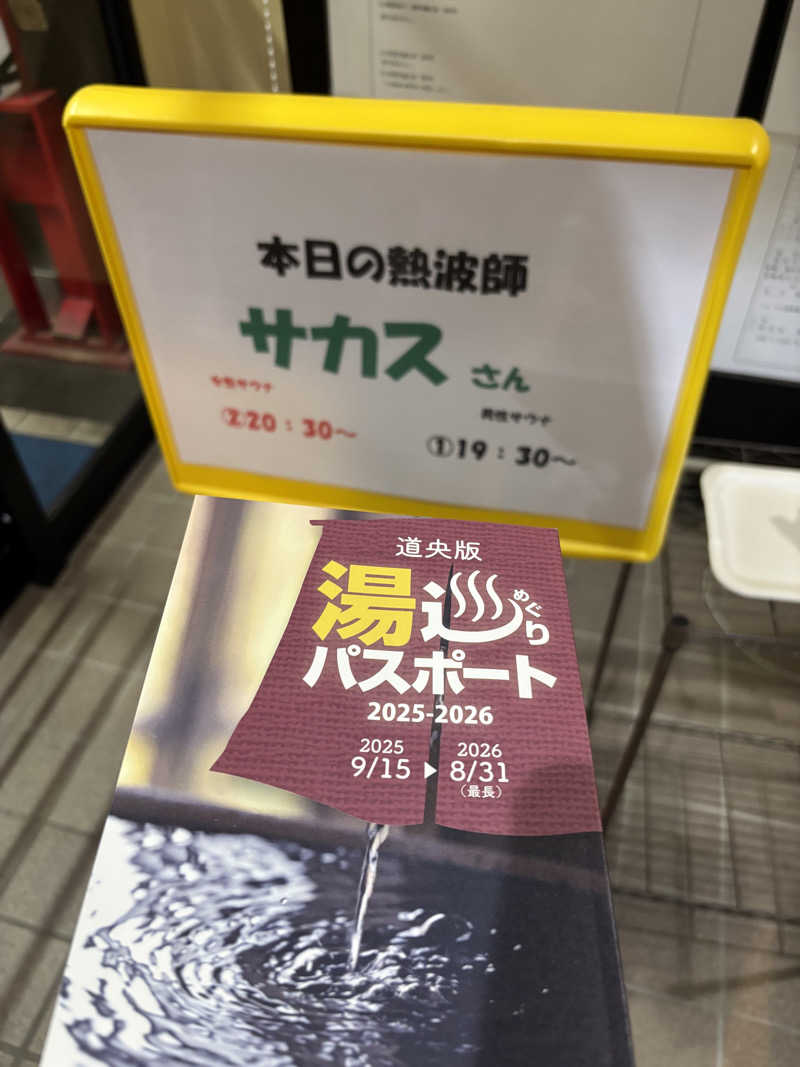 本日の熱波師
サカス さん
女性サウナ
②20:30〜
男性サウナ
①19:30〜
道央版
湯巡めぐり
パスポート
2025-2026
2025
9/15▶
2026
8/31
(最長)